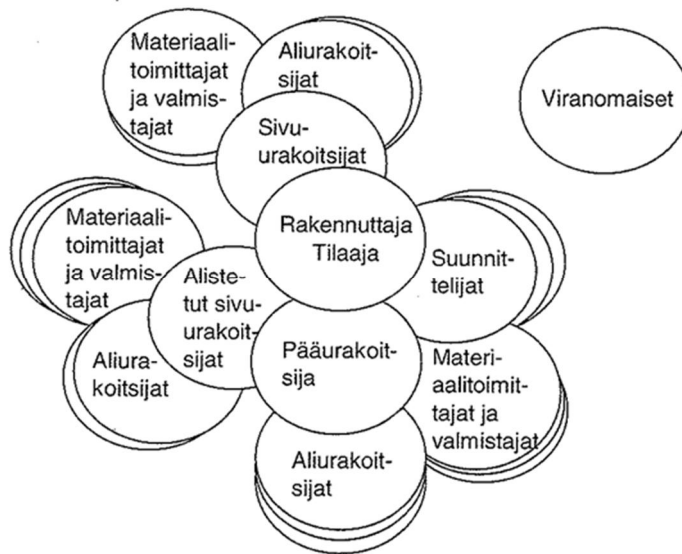 Materiaali-
toimittajat
ja valmis-
tajat
Aliurakoit-
sijat
Viranomaiset
Sivu-
urakoitsijat
Rakennuttaja
Tilaaja
Materiaali-
toimittajat
ja valmis-
tajat
Aliste-
tut sivu-
urakoit-
sijat
Suunnit-
telijat
Aliura-
koitsijat
Pääurakoit-
sija
Materi-
aalitoimit-
tajat ja
valmistajat
Aliurakoit-
sijat